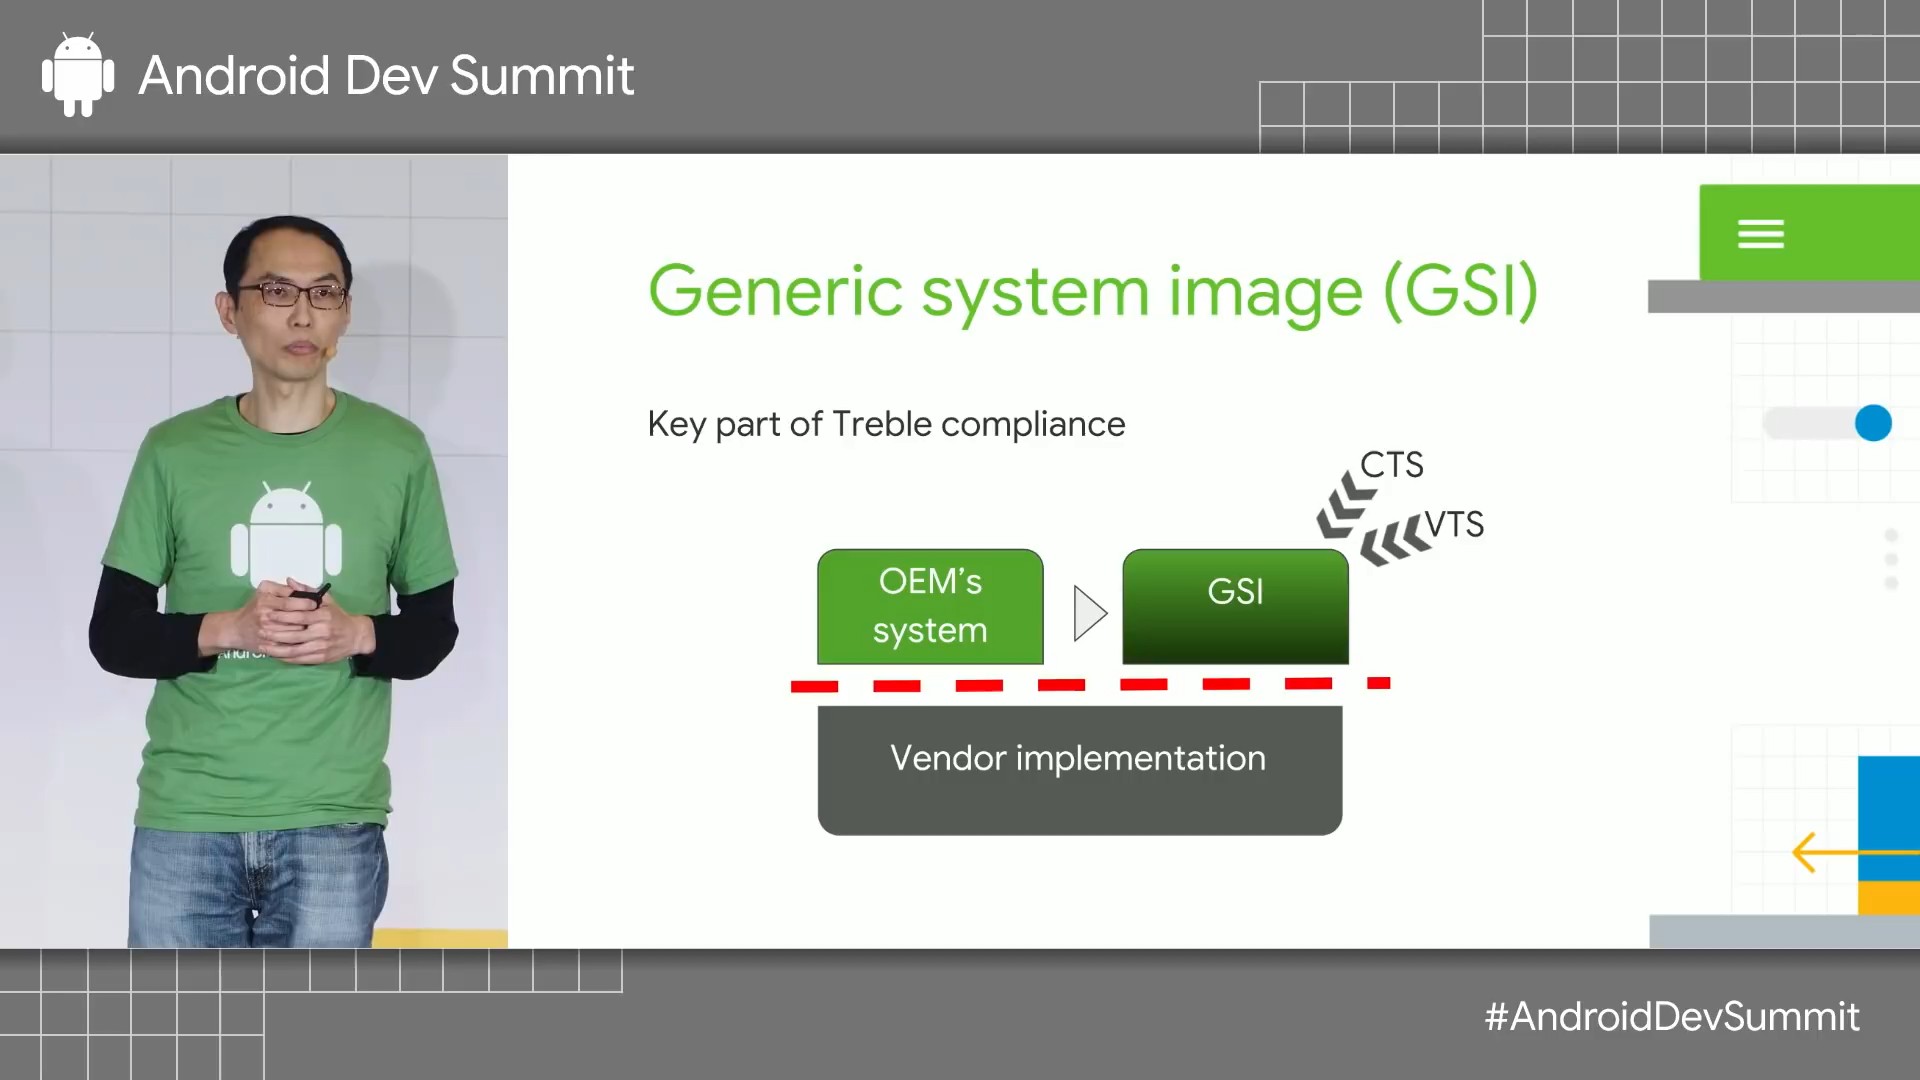 Android Dev Summit
Generic system image (GSI)
Key part of Treble compliance
CTS
VTS
OEM's
system
GSI
Vendor implementation
#AndroidDevSummit